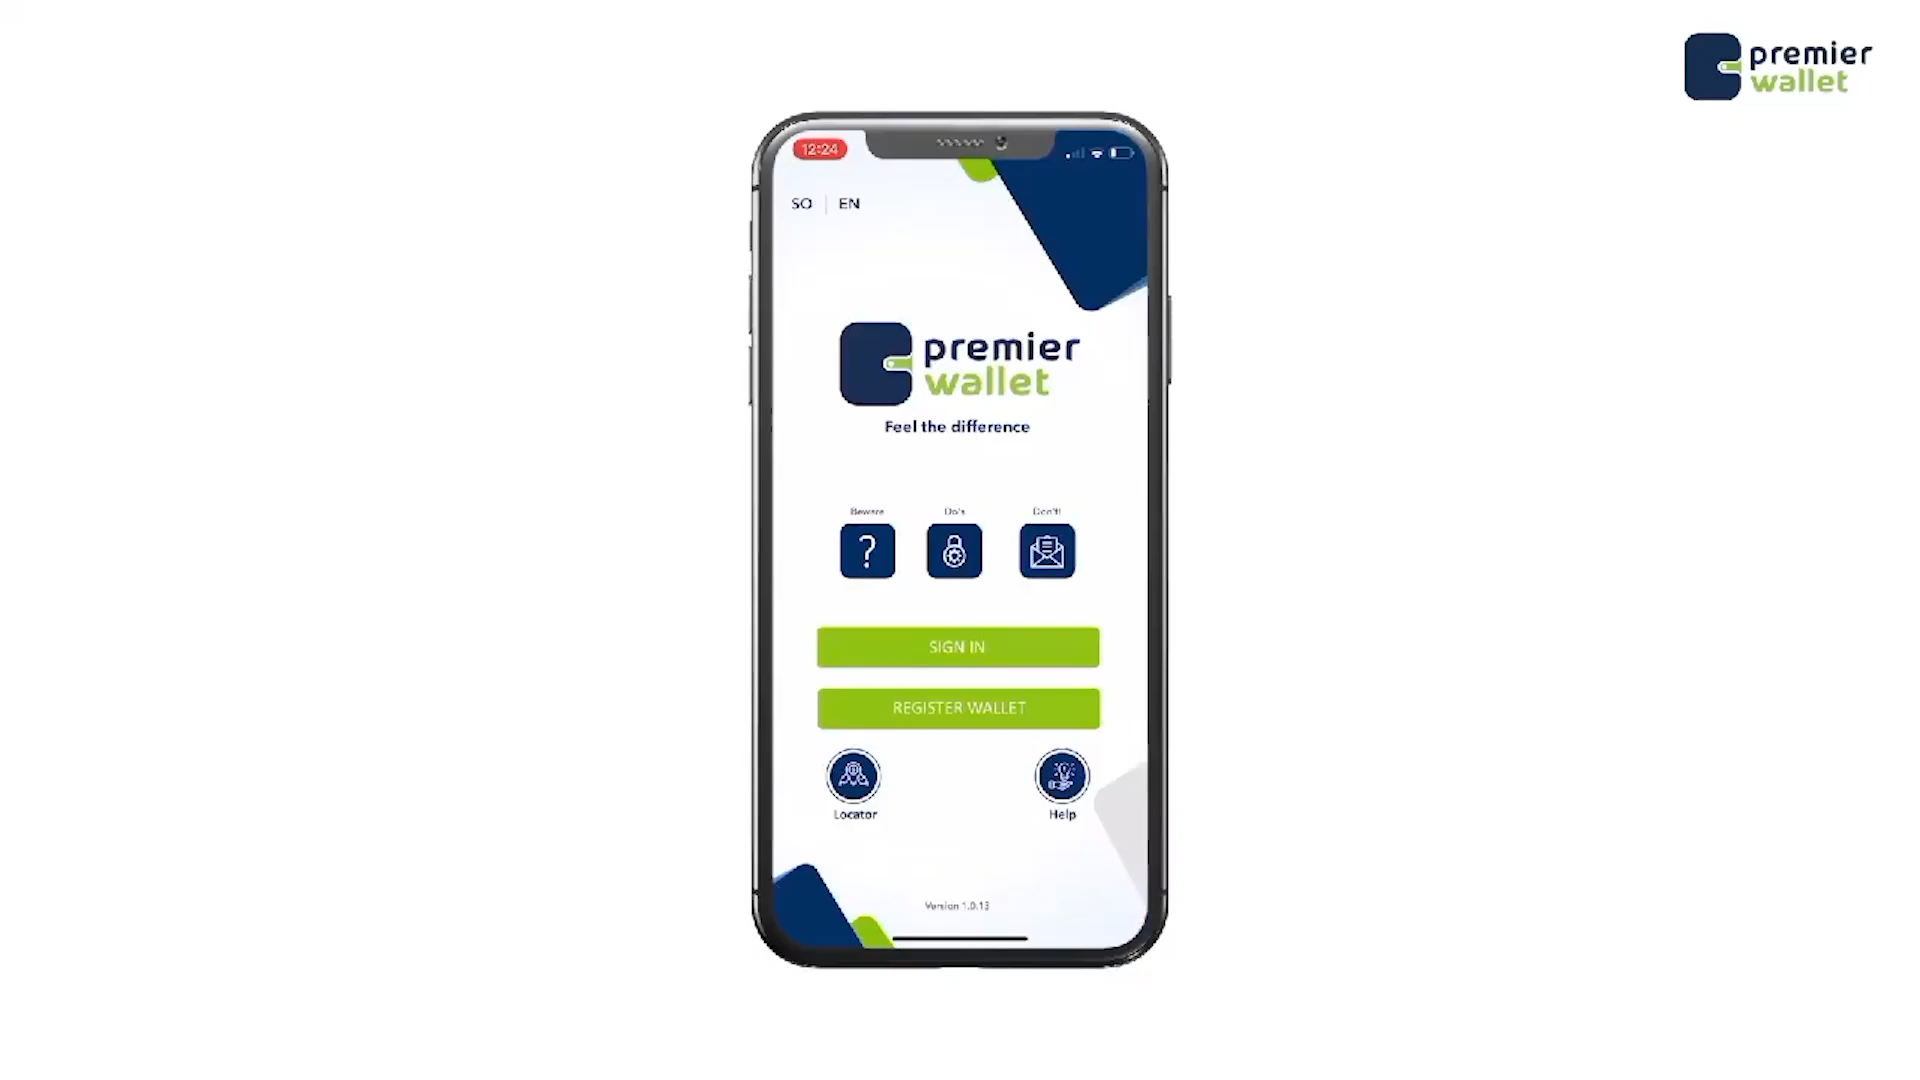 premier
wallet
12:24
SO | EN
premier
wallet
Feel the difference
Beware
Do's
Don't!
?
SIGN IN
REGISTER WALLET
Locator
Help
Version 1.0.13